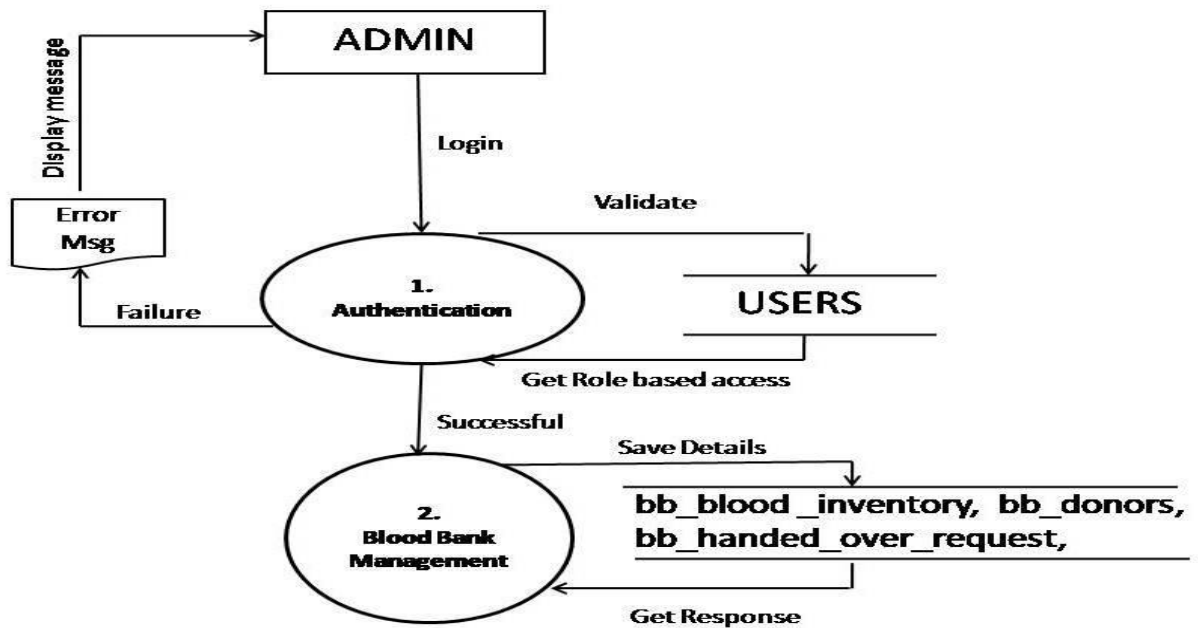 ADMIN
Display message
Login
Error
Msg
Validate
1.
Authentication
USERS
Failure
Get Role based access
Successful
Save Details
2.
Blood Bank
Management
bb_blood _inventory, bb_donors,
bb_handed_over_request,
Get Response